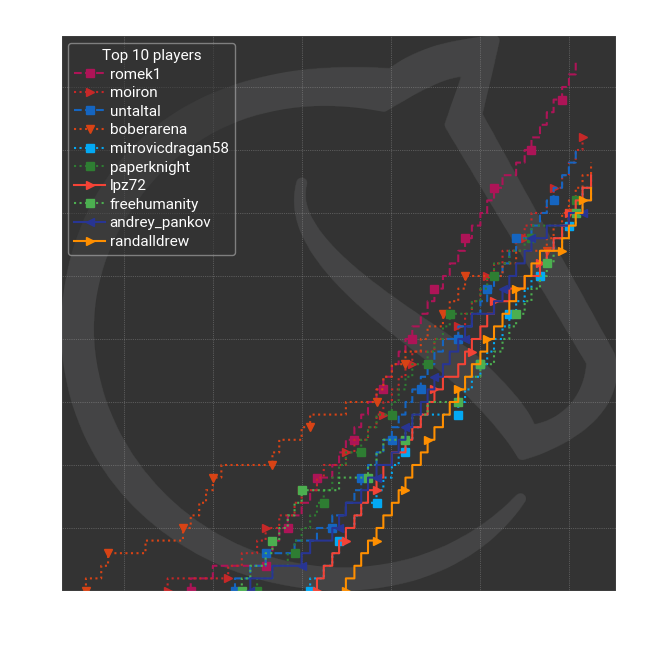 Top 10 players
romek1
moiron
untaltal
boberarena
mitrovicdragan58
paperknight
lpz72
freehumanity
andrey_pankov
randalldrew